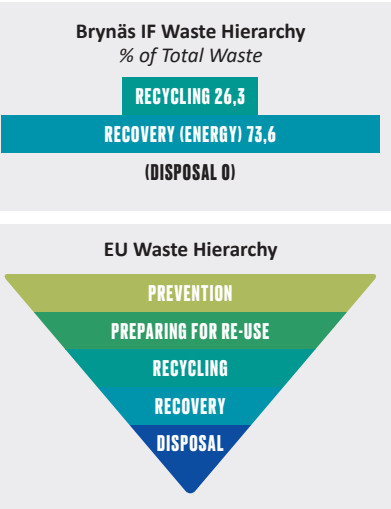 Brynäs IF Waste Hierarchy
% of Total Waste
RECYCLING 26,3
RECOVERY (ENERGY) 73,6
(DISPOSAL 0)
EU Waste Hierarchy
PREVENTION
PREPARING FOR RE-USE
RECYCLING
RECOVERY
DISPOSAL